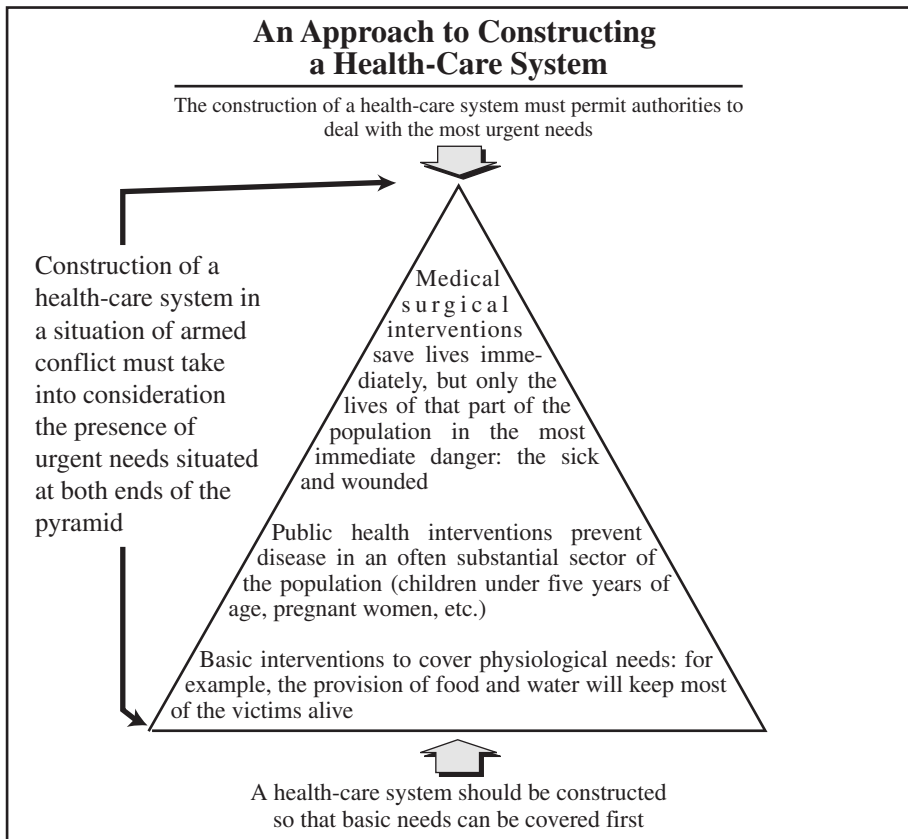 An Approach to Constructing
a Health-Care System
The construction of a health-care system must permit authorities to
deal with the most urgent needs
Construction of a
health-care system in
a situation of armed
conflict must take
into consideration
the presence of
urgent needs situated
at both ends of the
pyramid
Medical
surgical
interventions
save lives imme-
diately, but only the
lives of that part of the
population in the most
immediate danger: the sick
and wounded
Public health interventions prevent
disease in an often substantial sector of
the population (children under five years of
age, pregnant women, etc.)
Basic interventions to cover physiological needs: for
example, the provision of food and water will keep most
of the victims alive
A health-care system should be constructed
so that basic needs can be covered first